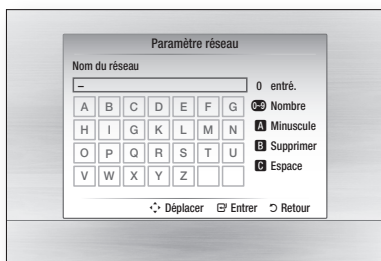 Paramètre réseau
Nom du réseau
–
0 entré.
A B C D E F G
0-9 Nombre
H I G K L M N
A Minuscule
O P Q R S T U
B Supprimer
V W X Y Z
C Espace
Déplacer Entrer Retour